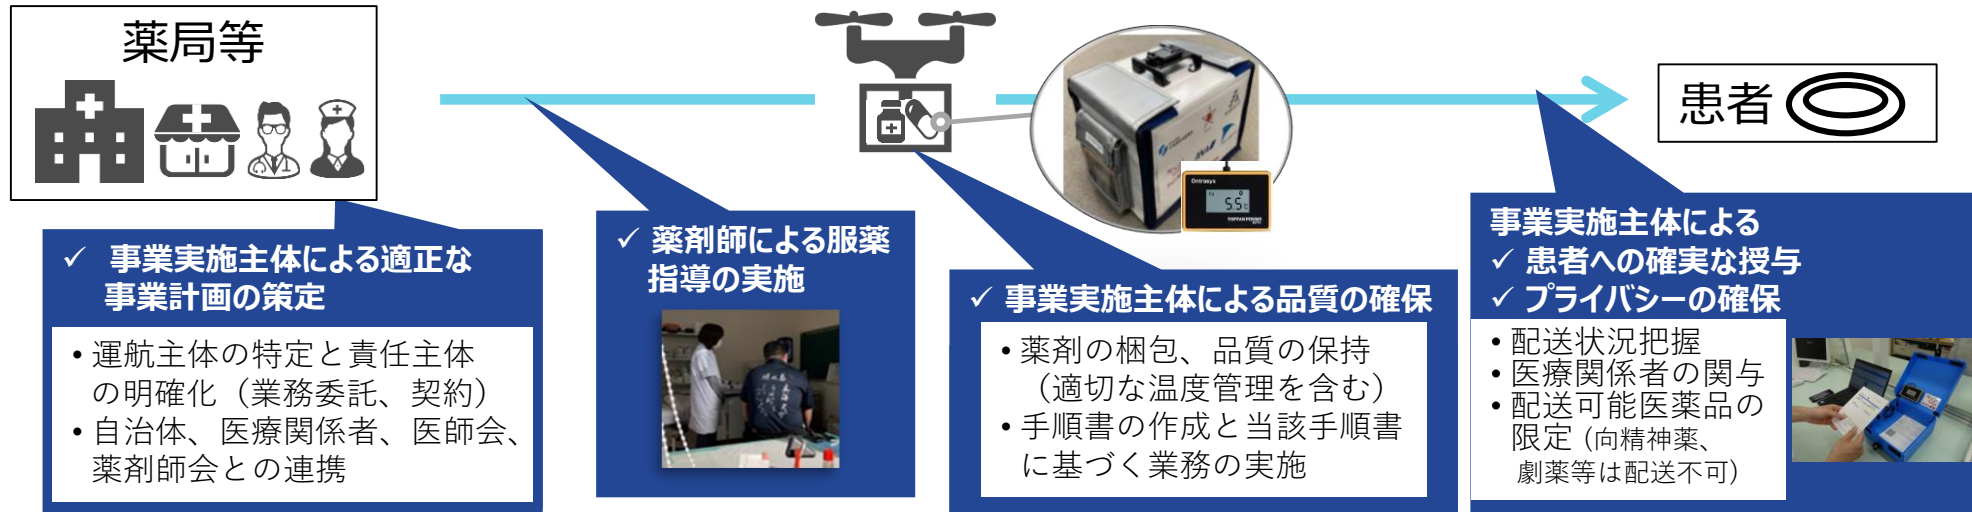 薬局等
患者
✓ 事業実施主体による適正な
事業計画の策定
• 運航主体の特定と責任主体
の明確化（業務委託、契約）
• 自治体、医療関係者、医師会、
薬剤師会との連携
✓ 薬剤師による服薬
指導の実施
✓ 事業実施主体による品質の確保
• 薬剤の梱包、品質の保持
（適切な温度管理を含む）
• 手順書の作成と当該手順書
に基づく業務の実施
事業実施主体による
✓ 患者への確実な授与
✓ プライバシーの確保
• 配送状況把握
• 医療関係者の関与
• 配送可能医薬品の
限定 (向精神薬、
劇薬等は配送不可)
Ontrasys
5.5℃
TOPPAN FORMS
ANA